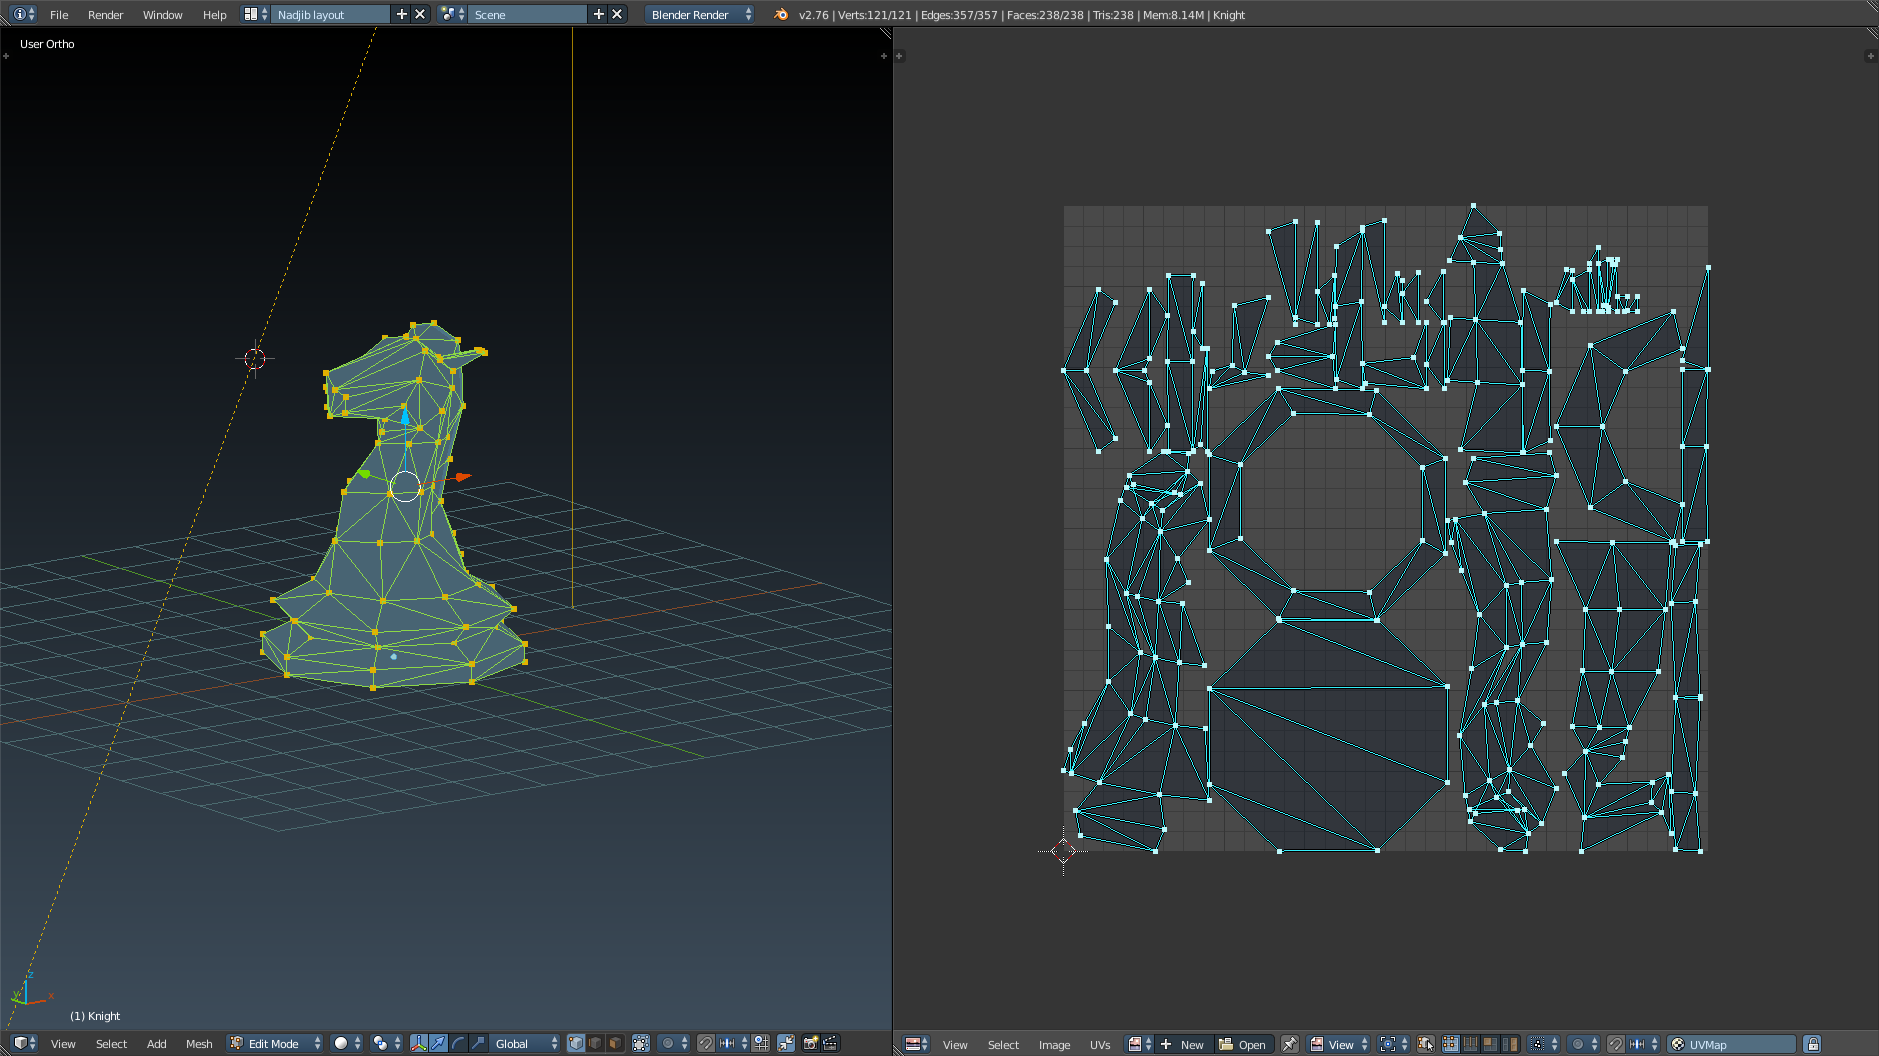 File Render Window Help Nadjib layout Scene Blender Render v2.76 | Verts:121/121 | Edges:357/357 | Faces:238/238 | Tris:238 | Mem:8.14M | Knight
User Ortho
z
y x
(1) Knight
View Select Add Mesh Edit Mode Global View Select Image UVs New Open View UVMap